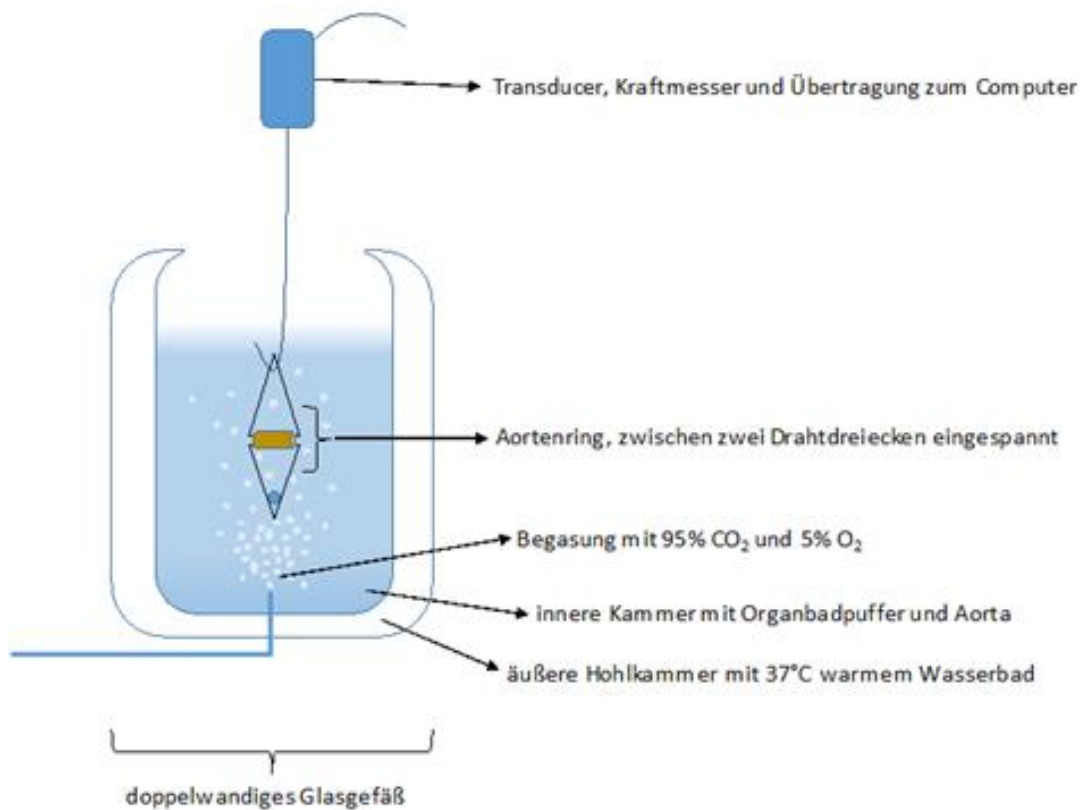 Transducer, Kraftmesser und Übertragung zum Computer
Aortenring, zwischen zwei Drahtdreiecken eingespannt
Begasung mit 95% CO₂ und 5% O₂
innere Kammer mit Organbadpuffer und Aorta
äußere Hohlkammer mit 37°C warmem Wasserbad
doppelwandiges Glasgefäß